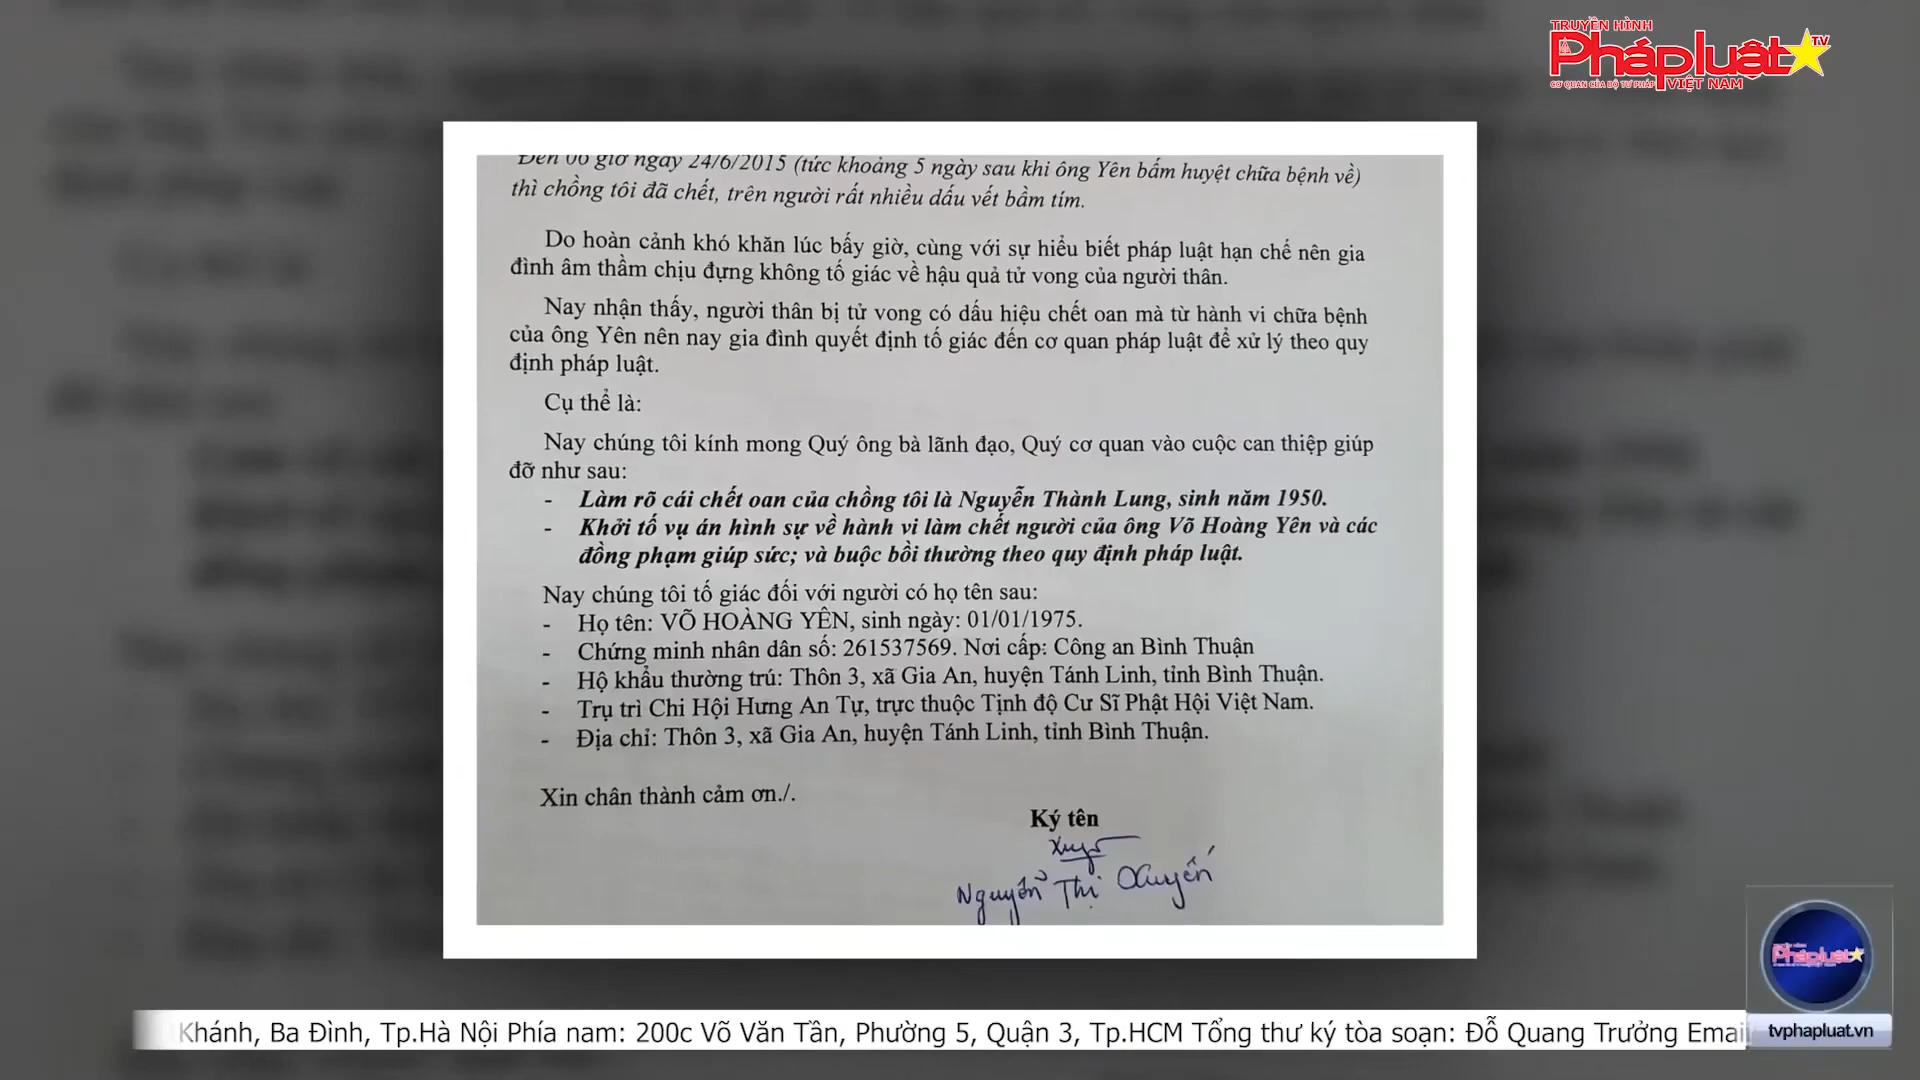 TRUYỀN HÌNH
Phápluật TV
CƠ QUAN CỦA BỘ TƯ PHÁP VIỆT NAM
Đến 06 giờ ngày 24/6/2015 (tức khoảng 5 ngày sau khi ông Yên bấm huyệt chữa bệnh về)
thì chồng tôi đã chết, trên người rất nhiều dấu vết bầm tím.
Do hoàn cảnh khó khăn lúc bấy giờ, cùng với sự hiểu biết pháp luật hạn chế nên gia
đình âm thầm chịu đựng không tố giác về hậu quả tử vong của người thân.
Nay nhận thấy, người thân bị tử vong có dấu hiệu chết oan mà từ hành vi chữa bệnh
của ông Yên nên nay gia đình quyết định tố giác đến cơ quan pháp luật để xử lý theo quy
định pháp luật.
Cụ thể là:
Nay chúng tôi kính mong Quý ông bà lãnh đạo, Quý cơ quan vào cuộc can thiệp giúp
đỡ như sau:
- Làm rõ cái chết oan của chồng tôi là Nguyễn Thành Lung, sinh năm 1950.
- Khởi tố vụ án hình sự về hành vi làm chết người của ông Võ Hoàng Yên và các
đồng phạm giúp sức; và buộc bồi thường theo quy định pháp luật.
Nay chúng tôi tố giác đối với người có họ tên sau:
- Họ tên: VÕ HOÀNG YÊN, sinh ngày: 01/01/1975.
- Chứng minh nhân dân số: 261537569. Nơi cấp: Công an Bình Thuận
- Hộ khẩu thường trú: Thôn 3, xã Gia An, huyện Tánh Linh, tỉnh Bình Thuận.
- Trụ trì Chi Hội Hưng An Tự, trực thuộc Tịnh độ Cư Sĩ Phật Hội Việt Nam.
- Địa chỉ: Thôn 3, xã Gia An, huyện Tánh Linh, tỉnh Bình Thuận.
Xin chân thành cảm ơn./.
Ký tên
Nguyễn Thị Xuyến
Khánh, Ba Đình, Tp.Hà Nội Phía nam: 200c Võ Văn Tần, Phường 5, Quận 3, Tp.HCM Tổng thư ký tòa soạn: Đỗ Quang Trưởng Email
TRUYỀN HÌNH
Phápluật
tvphapluat.vn